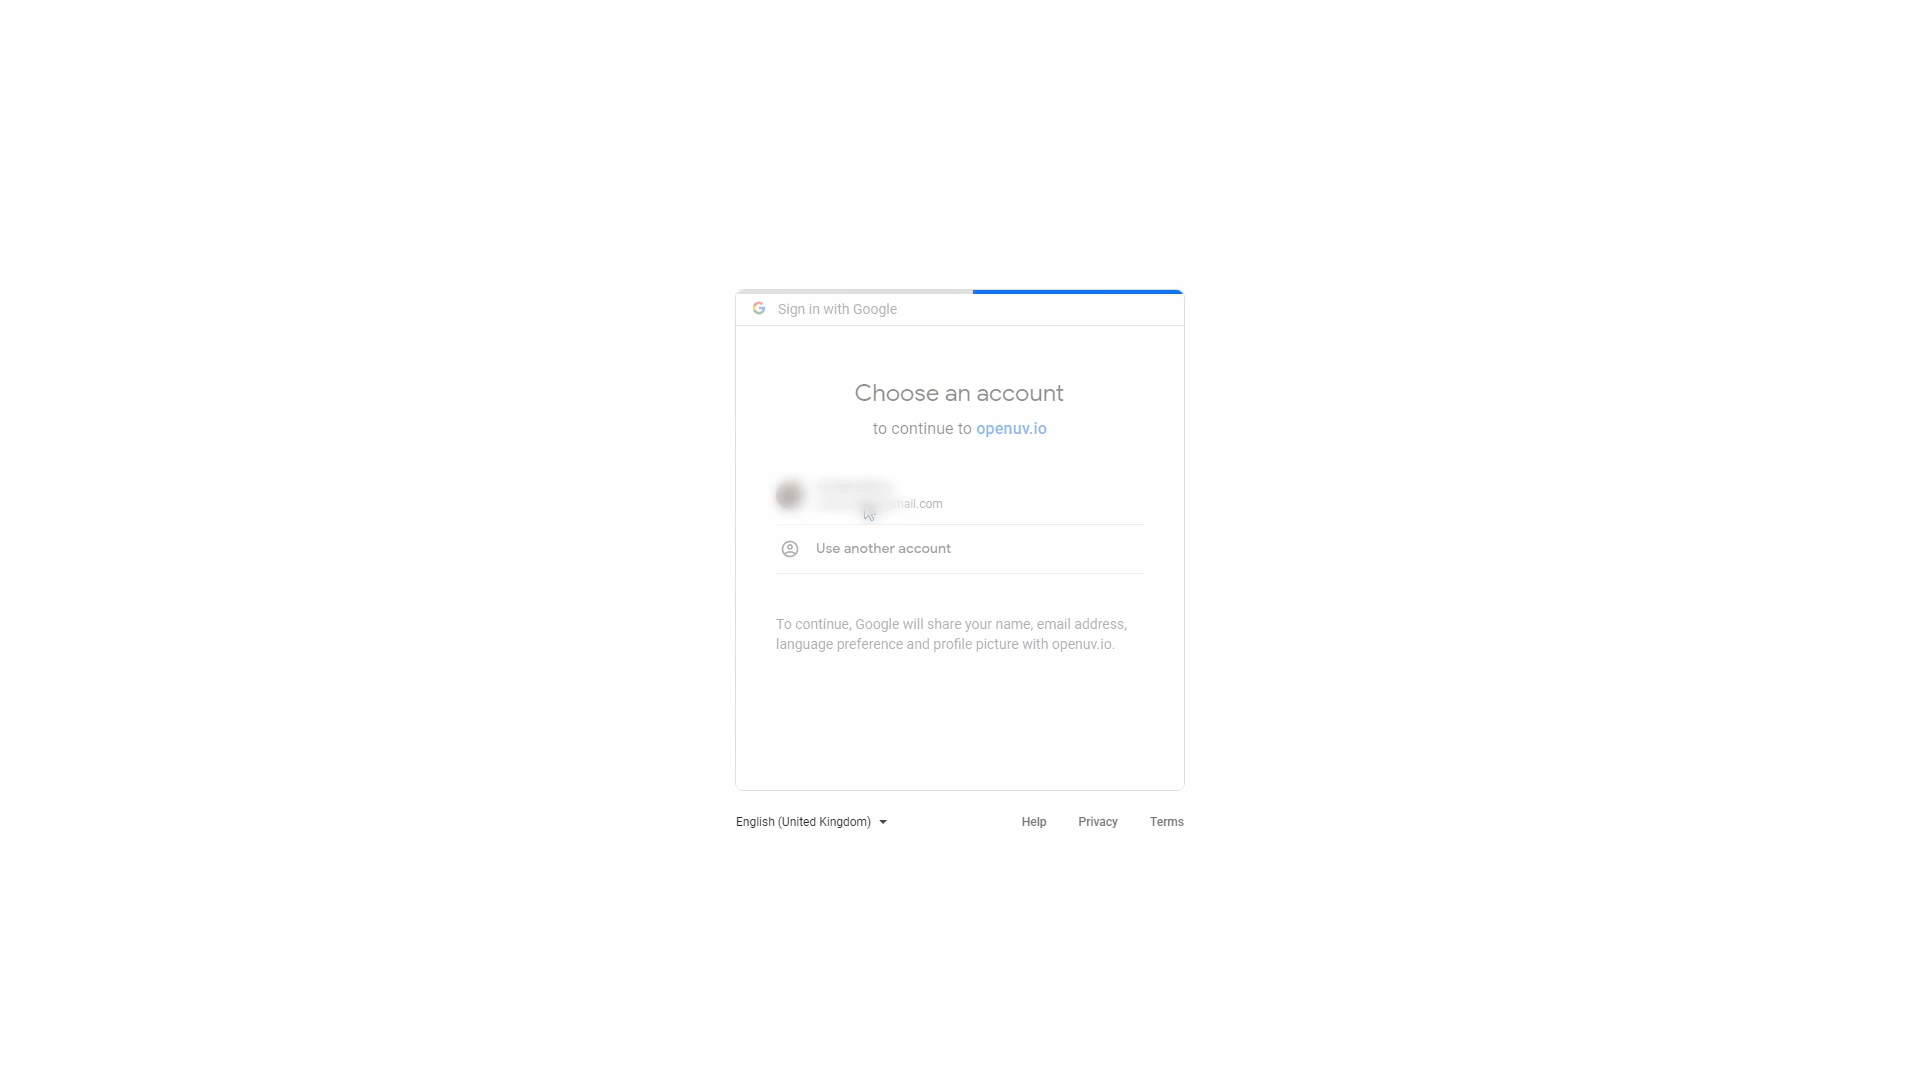 Sign in with Google
Choose an account
to continue to openuv.io
mail.com
Use another account
To continue, Google will share your name, email address,
language preference and profile picture with openuv.io.
English (United Kingdom)
Help Privacy Terms